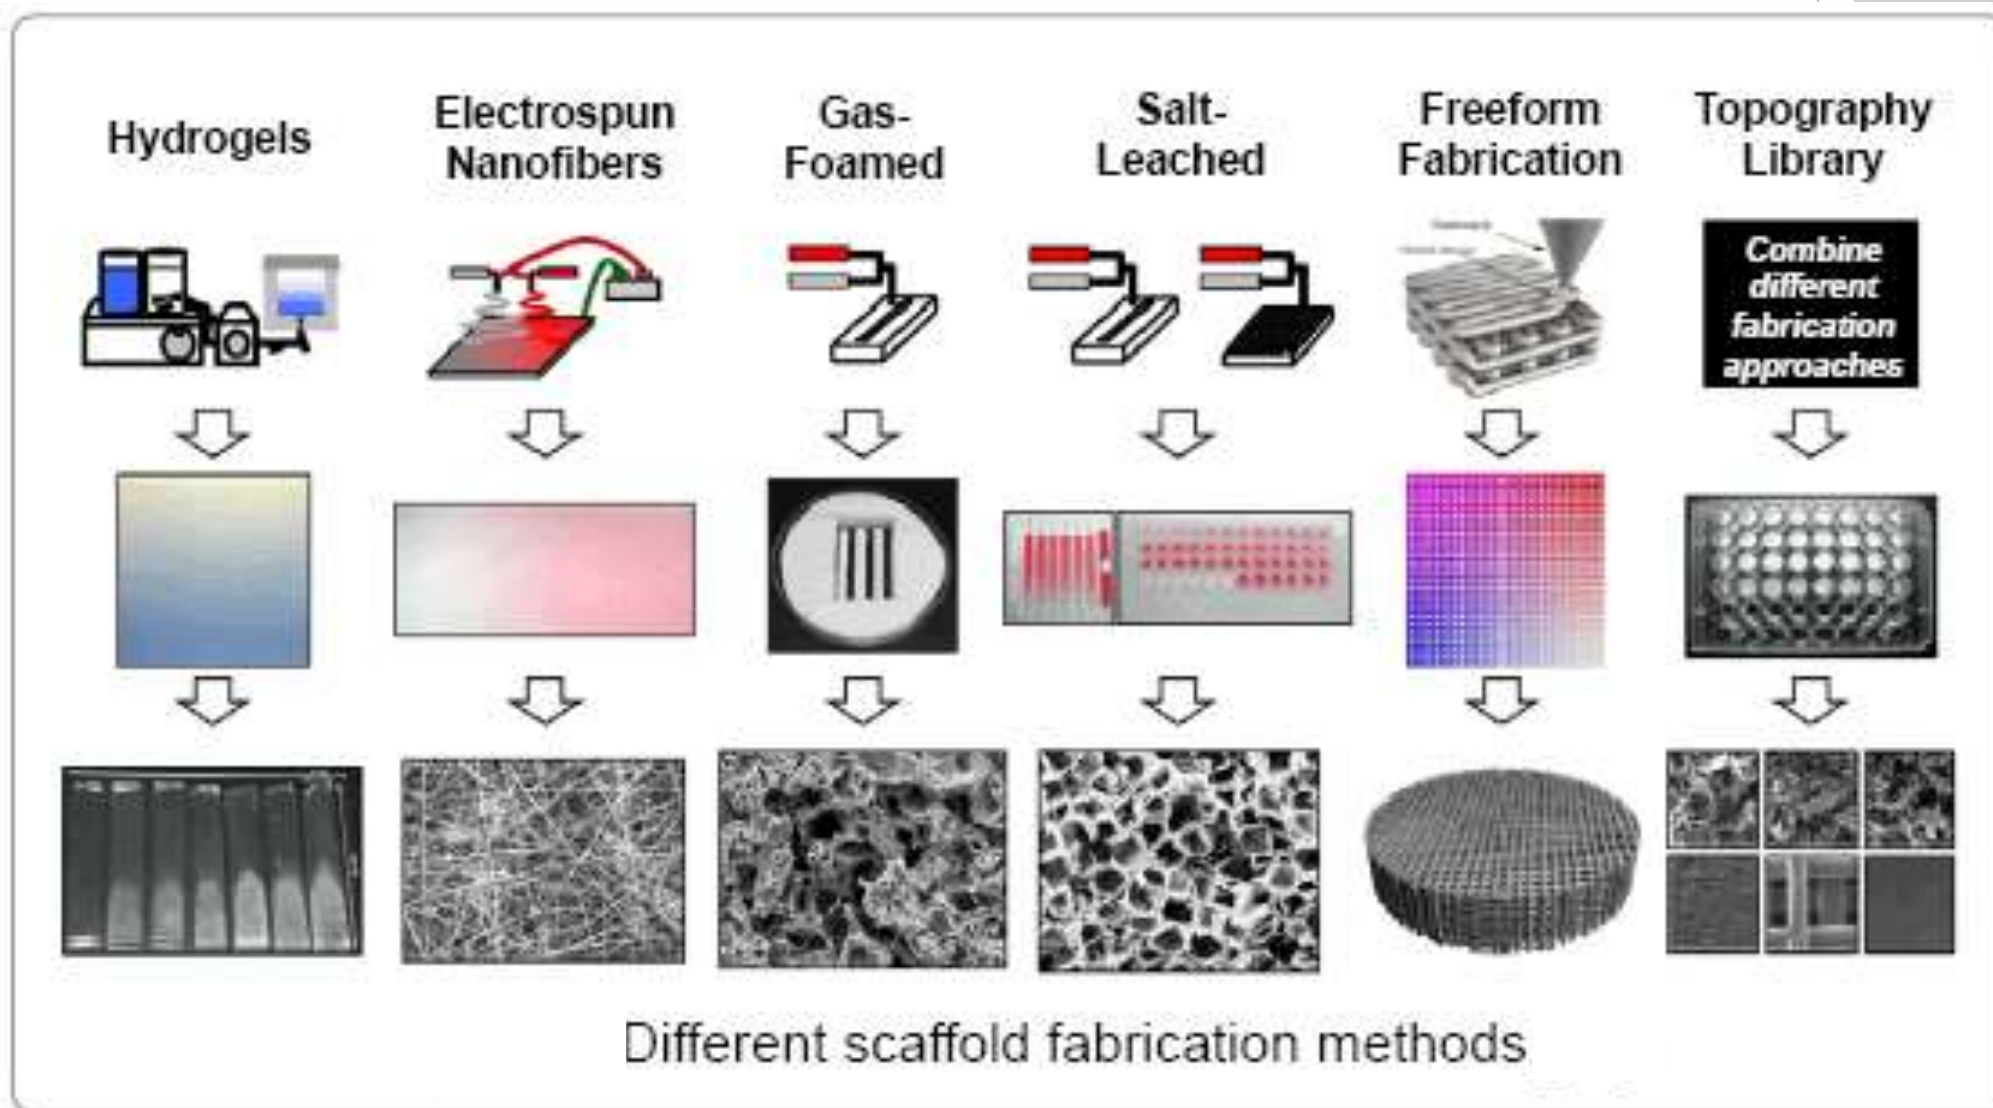 Hydrogels
Electrospun
Nanofibers
Gas-
Foamed
Salt-
Leached
Freeform
Fabrication
Topography
Library
Combine
different
fabrication
approaches
Different scaffold fabrication methods